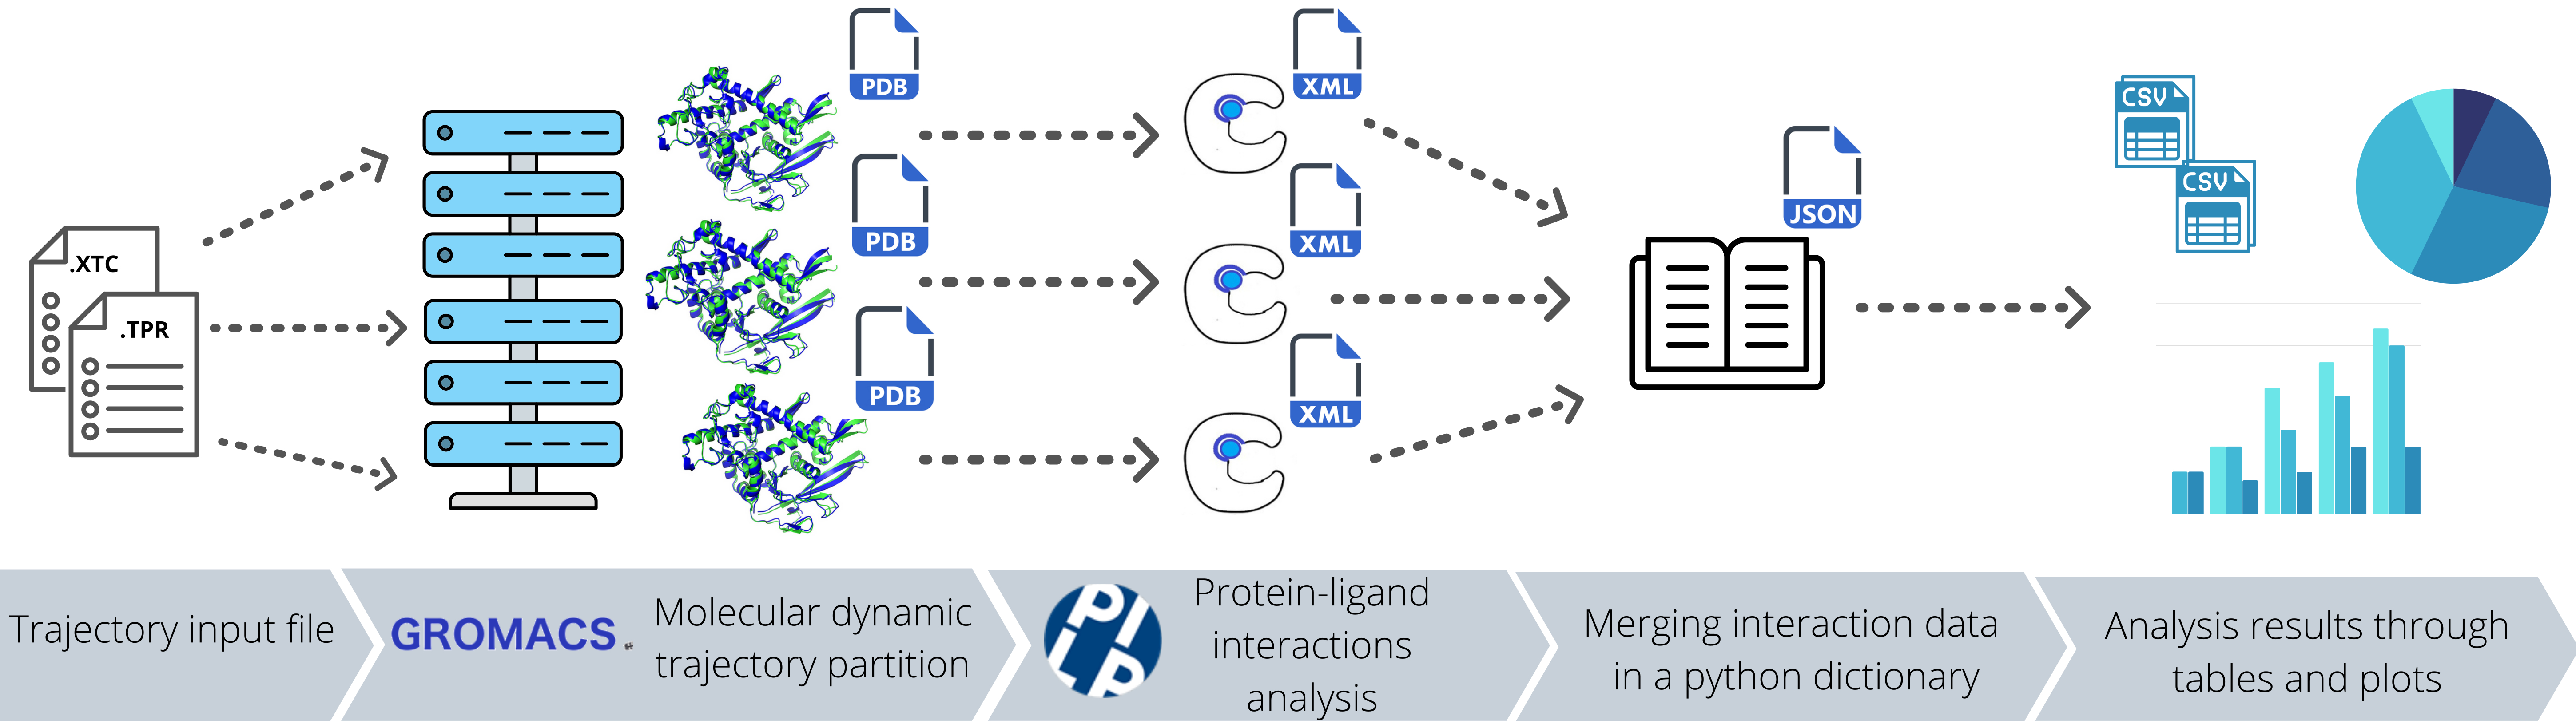 .XTC
.TPR
PDB
PDB
PDB
XML
XML
XML
JSON
CSV
CSV
Trajectory input file
GROMACS
Molecular dynamic
trajectory partition
PLIP
Protein-ligand
interactions
analysis
Merging interaction data
in a python dictionary
Analysis results through
tables and plots